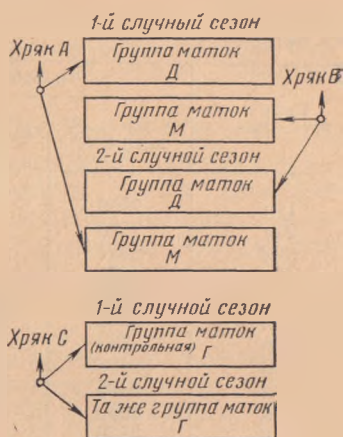 1-й случный сезон
Хряк А
Группа маток
Д
Хряк В
Группа маток
М
2-й случной сезон
Группа маток
Д
Группа маток
М
1-й случной сезон
Хряк С
Группа маток
(контрольная) Г
2-й случной сезон
Та же группа маток
Г